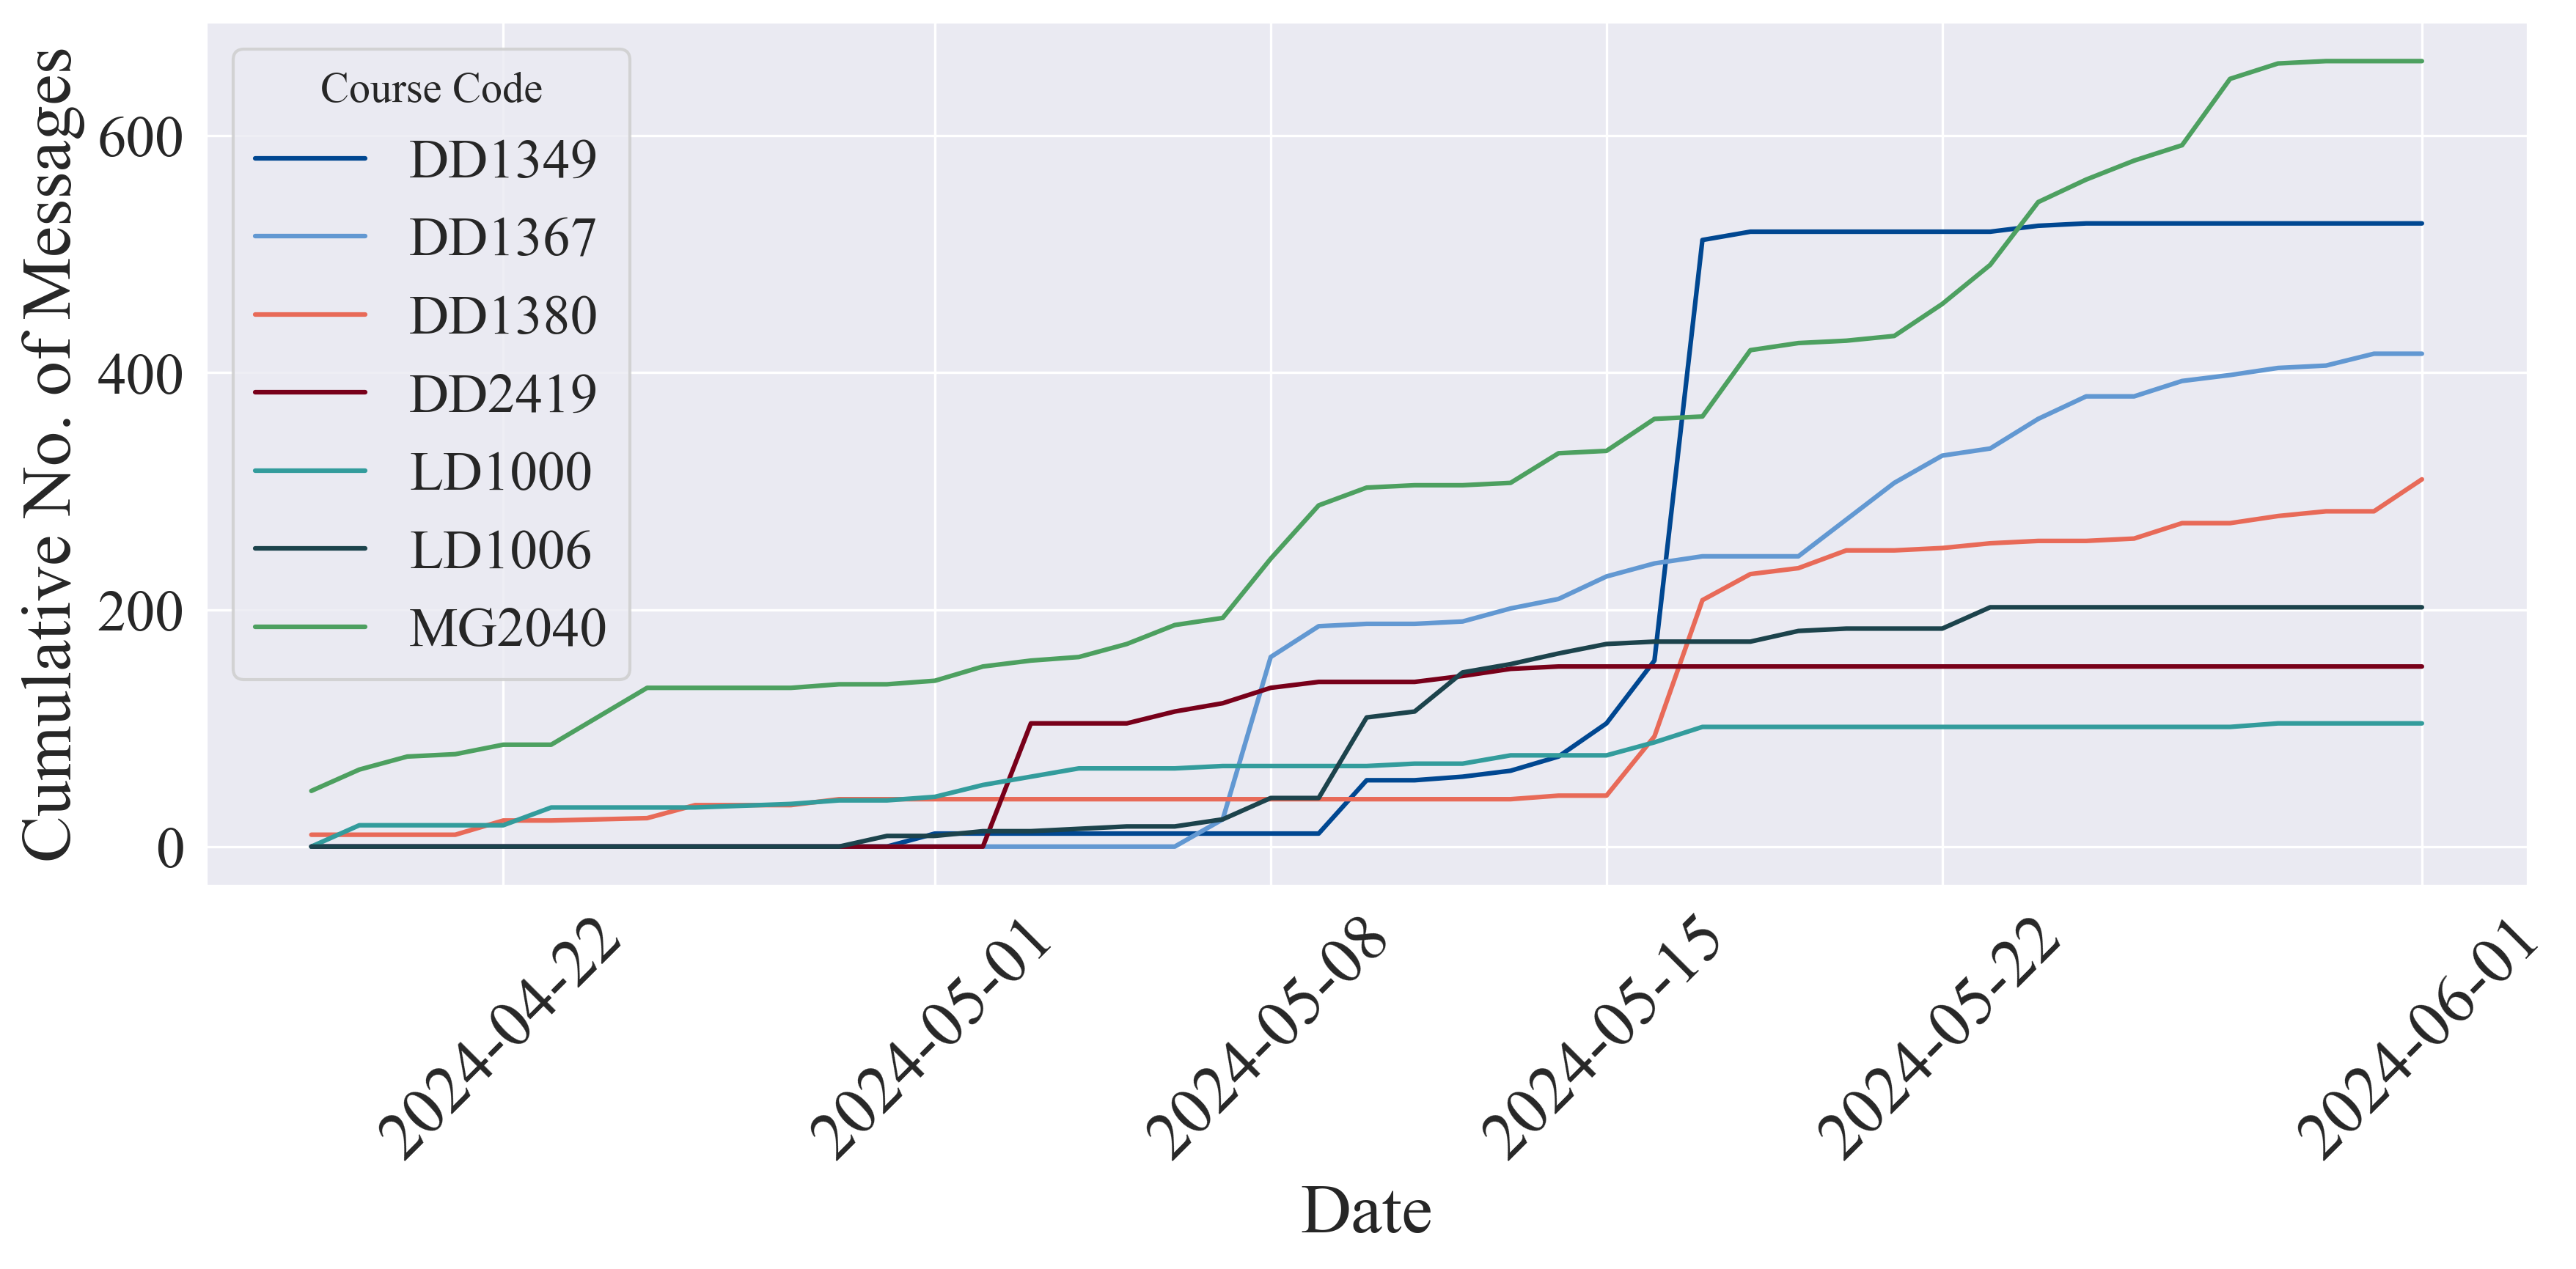 Cumulative No. of Messages
600
400
200
0
Course Code
DD1349
DD1367
DD1380
DD2419
LD1000
LD1006
MG2040
2024-04-22
2024-05-01
2024-05-08
2024-05-15
2024-05-22
2024-06-01
Date